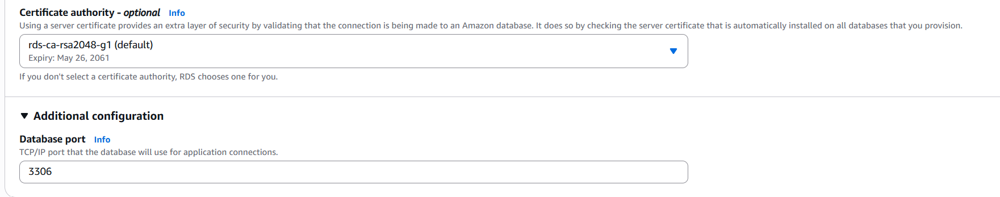 Certificate authority - optional Info
Using a server certificate provides an extra layer of security by validating that the connection is being made to an Amazon database. It does so by checking the server certificate that is automatically installed on all databases that you provision.
rds-ca-rsa2048-g1 (default)
Expiry: May 26, 2061
If you don't select a certificate authority, RDS chooses one for you.
Additional configuration
Database port Info
TCP/IP port that the database will use for application connections.
3306